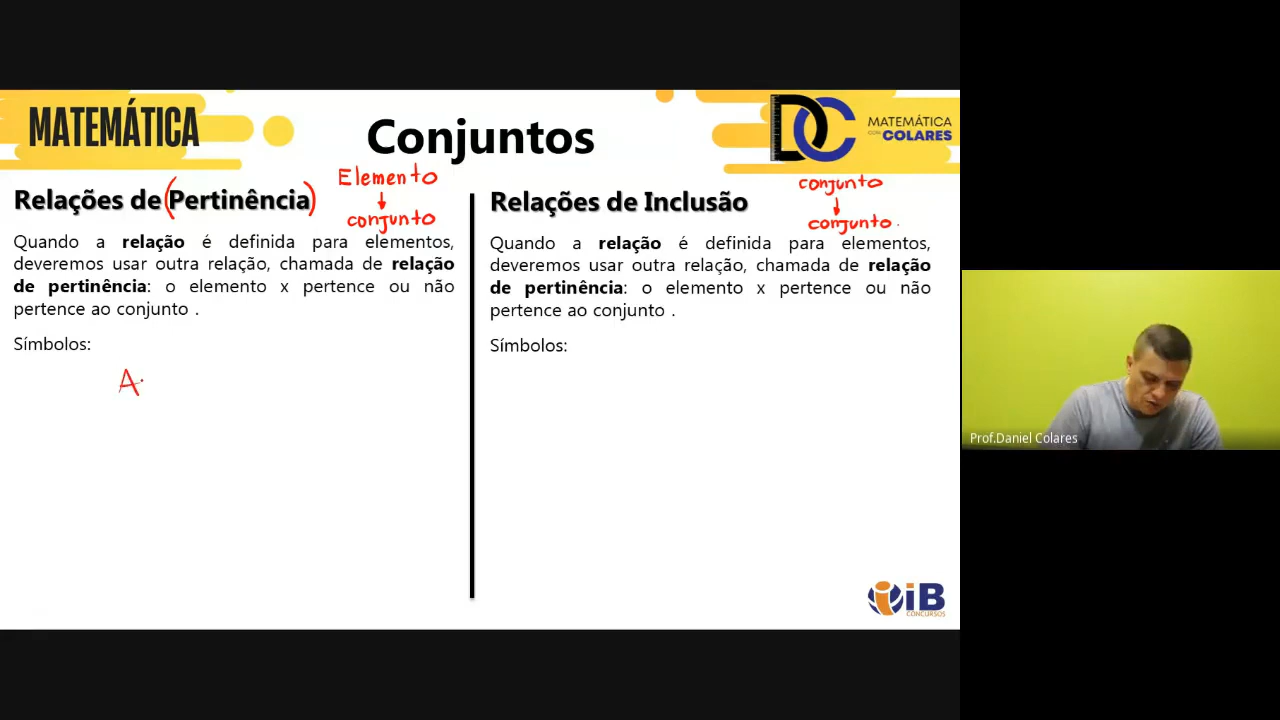 MATEMÁTICA
Conjuntos
DC
MATEMÁTICA
COM COLARES
Relações de (Pertinência)
Elemento
↓
conjunto
Quando a relação é definida para elementos,
deveremos usar outra relação, chamada de relação
de pertinência: o elemento x pertence ou não
pertence ao conjunto .
Símbolos:
A
Relações de Inclusão
conjunto
↓
conjunto
Quando a relação é definida para elementos,
deveremos usar outra relação, chamada de relação
de pertinência: o elemento x pertence ou não
pertence ao conjunto .
Símbolos:
iB
CONCURSOS
Prof.Daniel Colares